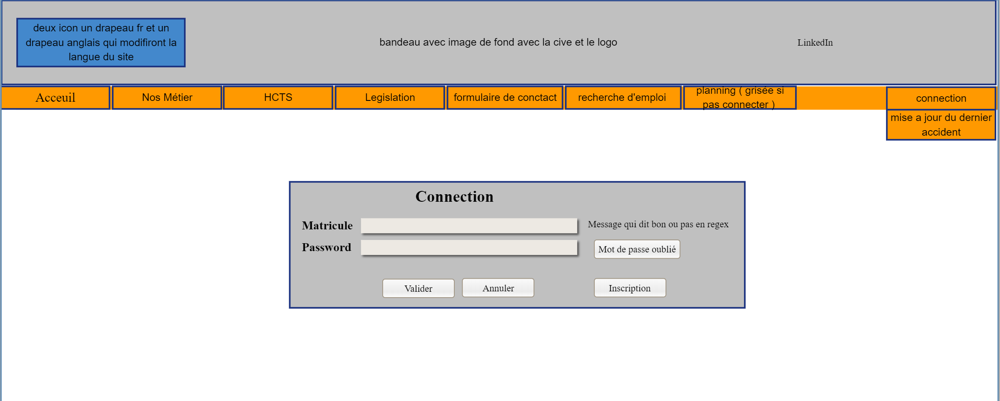 deux icon un drapeau fr et un
drapeau anglais qui modifiront la
langue du site
bandeau avec image de fond avec la cive et le logo
LinkedIn
Acceuil
Nos Métier
HCTS
Legislation
formulaire de conctact
recherche d'emploi
planning ( grisée si
pas connecter )
connection
mise a jour du dernier
accident
Connection
Matricule
Message qui dit bon ou pas en regex
Password
Mot de passe oublié
Valider
Annuler
Inscription